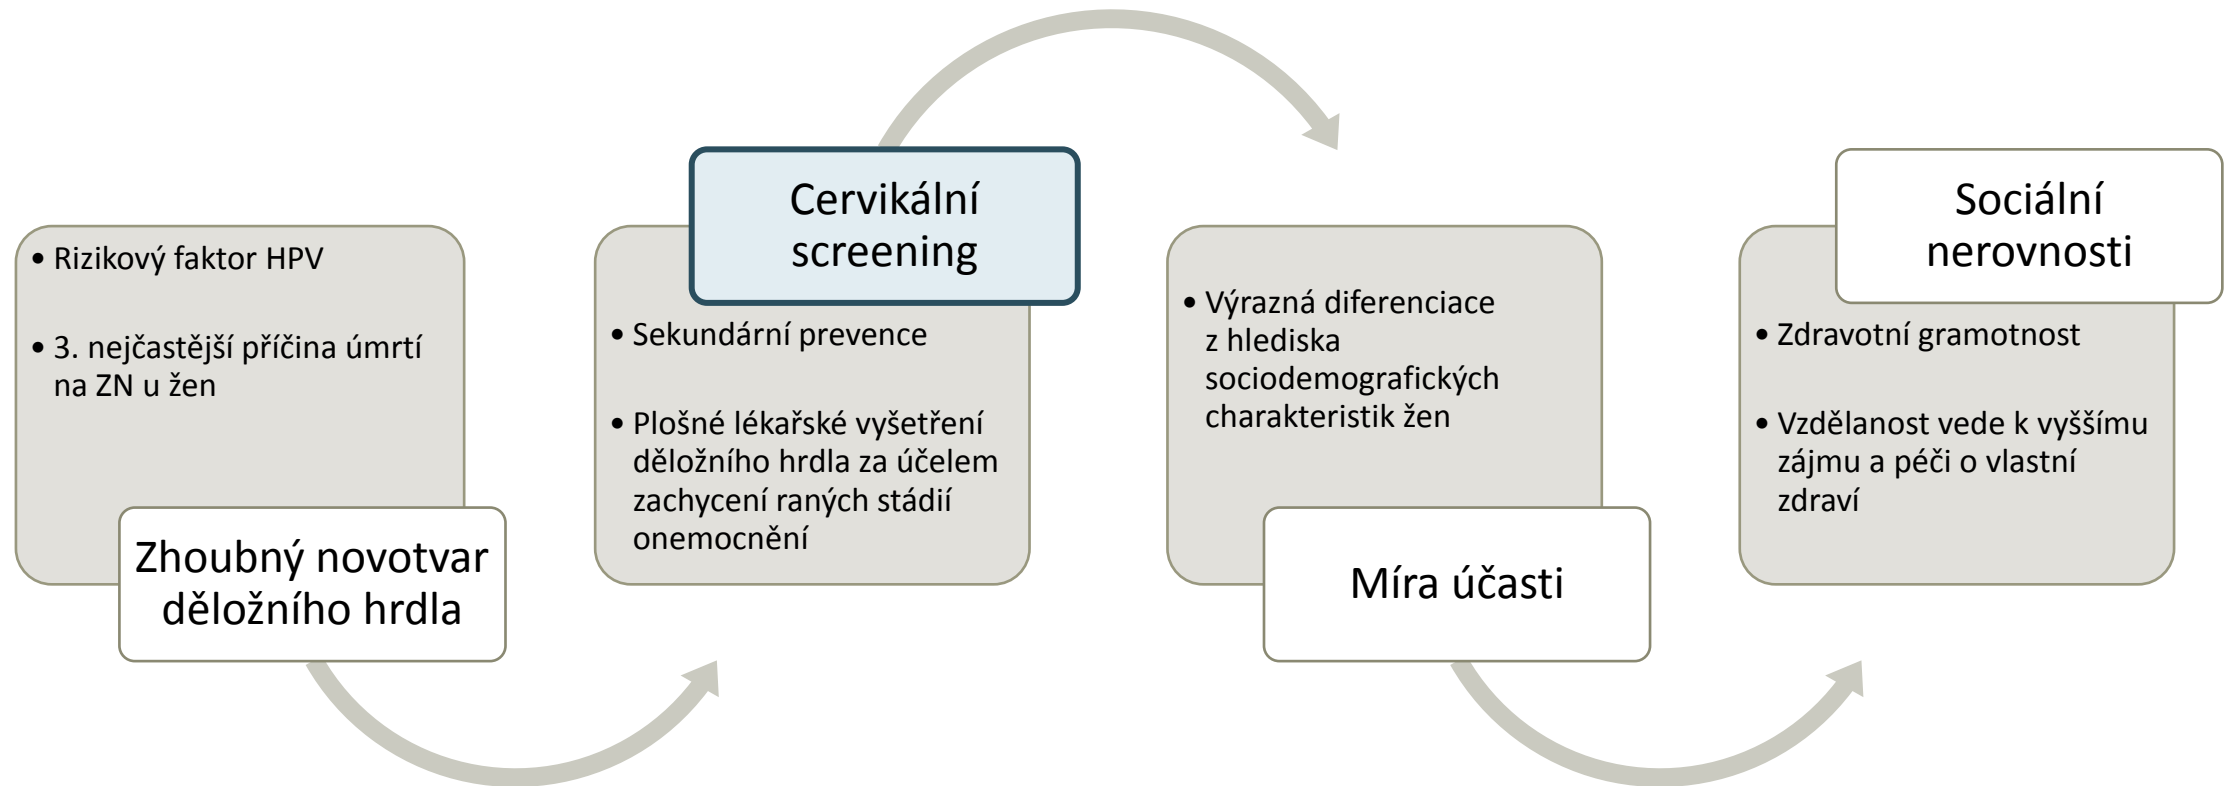 • Rizikový faktor HPV
• 3. nejčastější příčina úmrtí
na ZN u žen
Zhoubný novotvar
děložního hrdla
Cervikální
screening
• Sekundární prevence
• Plošné lékařské vyšetření
děložního hrdla za účelem
zachycení raných stádií
onemocnění
• Výrazná diferenciace
z hlediska
sociodemografických
charakteristik žen
Míra účasti
Sociální
nerovnosti
• Zdravotní gramotnost
• Vzdělanost vede k vyššímu
zájmu a péči o vlastní
zdraví